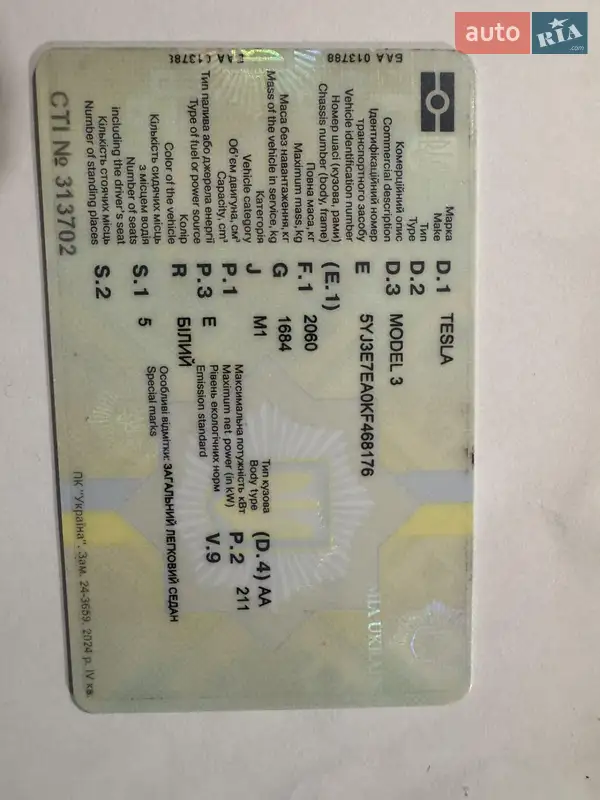 auto RIA .com
БАА 013788
БАА 013788
Марка
Make D.1 TESLA
Тип
Type D.2
Комерційний опис
Commercial description D.3 MODEL 3
Ідентифікаційний номер
транспортного засобу
Vehicle identification number E 5YJ3E7EA0KF468176
Номер шасі (кузова, рами)
Chassis number (body, frame) (E.1)
Повна маса, кг
Maximum mass, kg F.1 2060
Маса без навантаження, кг
Mass of the vehicle in service, kg G 1684
Категорія
Vehicle category J M1
Тип кузова
Body type (D.4) AA
Об'єм двигуна, см³
Capacity, cm³ P.1
Максимальна потужність кВт
Maximum net. power (in kW) P.2 211
Тип палива або джерела енергії
Type of fuel or power source P.3 E
Рівень екологічних норм
Emission standard V.9
Колір
Color of the vehicle R БІЛИЙ
Особливі відмітки: ЗАГАЛЬНИЙ ЛЕГКОВИЙ СЕДАН
Special marks
Кількість сидячих місць
з місцем водія
Number of seats
including the driver's seat S.1 5
Кількість стоячих місць
Number of standing places S.2
СТІ № 313702
ПК "Україна". Зам. 24-3659. 2024 р. IV кв.